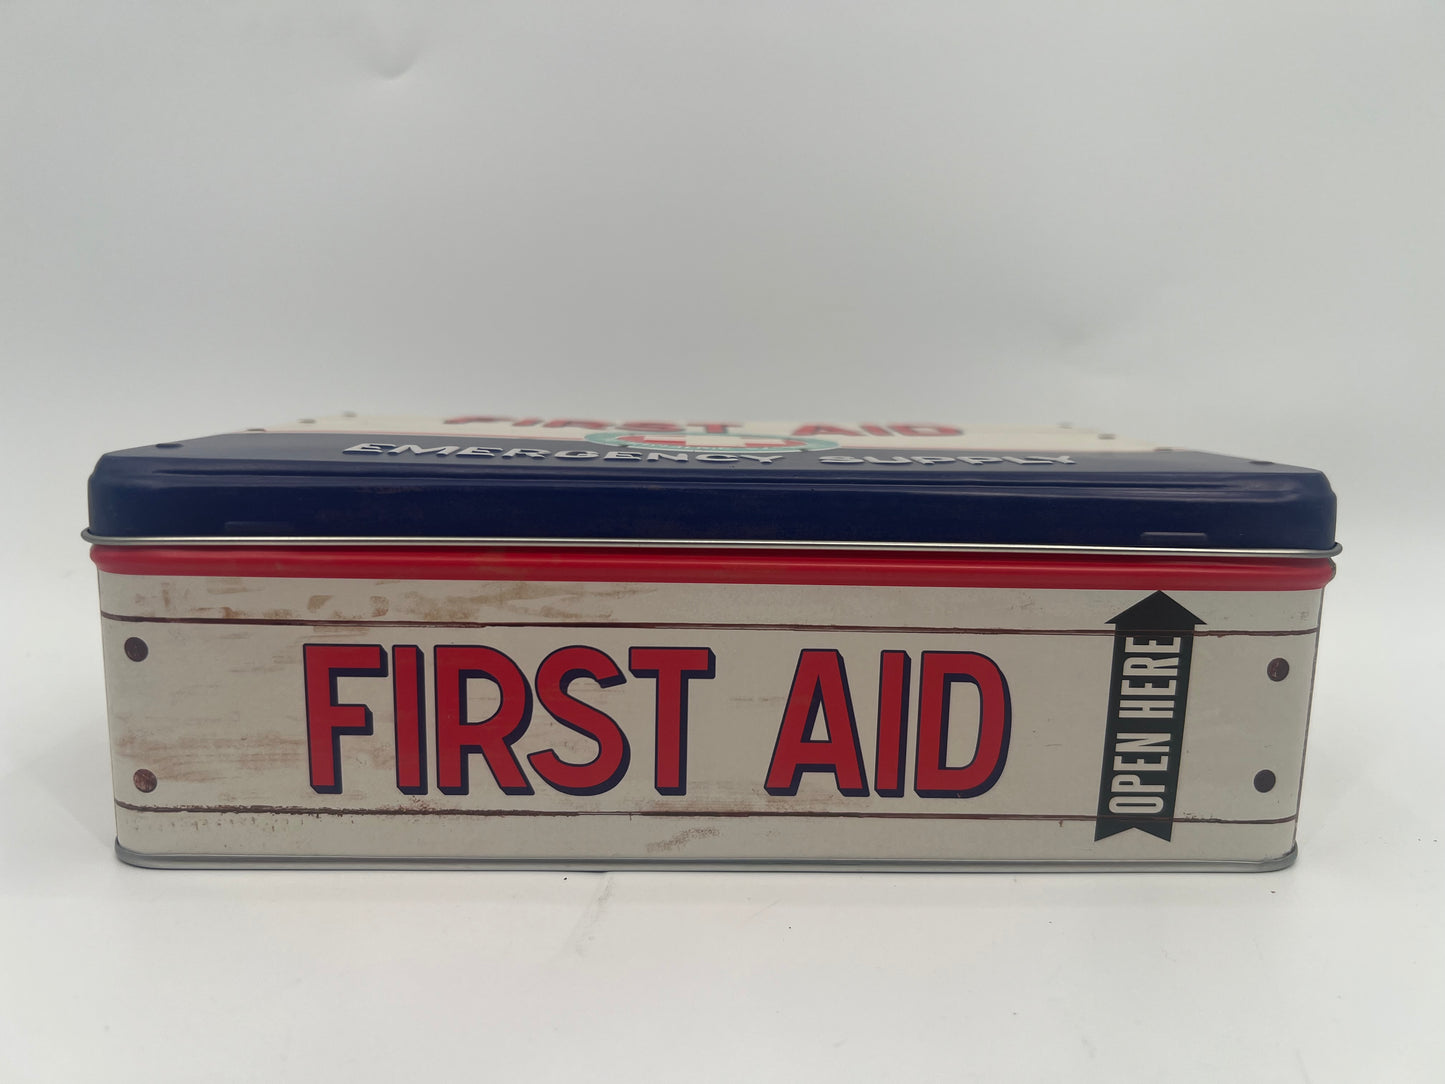 FIRST AID
EMERGENCY SUPPLY
FIRST AID
OPEN HERE